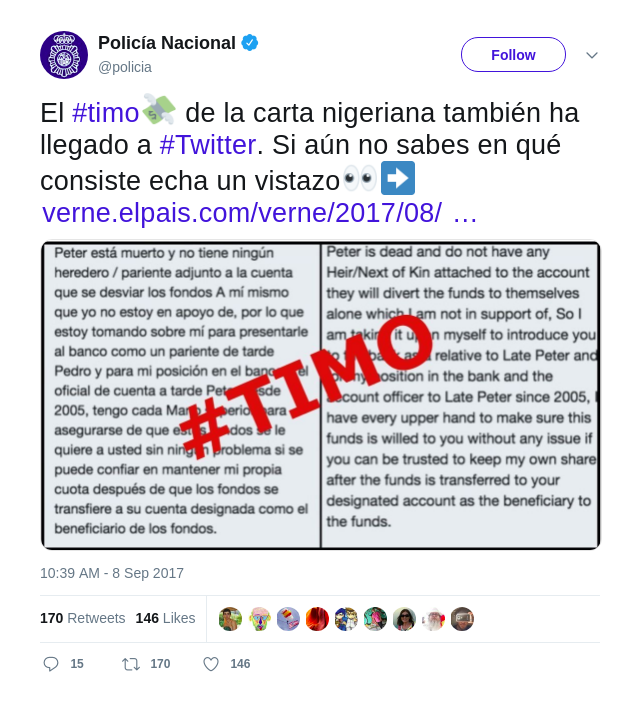 Policía Nacional
@policia
Follow
El #timo💸 de la carta nigeriana también ha
llegado a #Twitter. Si aún no sabes en qué
consiste echa un vistazo👀➡
verne.elpais.com/verne/2017/08/ …
Peter está muerto y no tiene ningún
heredero / pariente adjunto a la cuenta
que se desviar los fondos A mí mismo
que yo no estoy en apoyo de, por lo que
estoy tomando sobre mí para presentarle
al banco como un pariente de tarde
Pedro y para mi posición en el banco el
oficial de cuenta a tarde desde
2005, tengo cada para
asegurarse de que se le
quiere a usted sin ningún problema si se
puede confiar en mantener mi propia
cuota después de que los fondos se
transfiere a su cuenta designada como el
beneficiario de los fondos.
Peter is dead and do not have any
Heir/Next of Kin attached to the account
they will divert the funds to themselves
alone which I am not in support of, So I
am taking it upon myself to introduce you
relative to Late Peter and
position in the bank and the
account officer to Late Peter since 2005, I
have every upper hand to make sure this
funds is willed to you without any issue if
you can be trusted to keep my own share
after the funds is transferred to your
designated account as the beneficiary to
the funds.
#TIMO
10:39 AM - 8 Sep 2017
170 Retweets 146 Likes
15 170 146